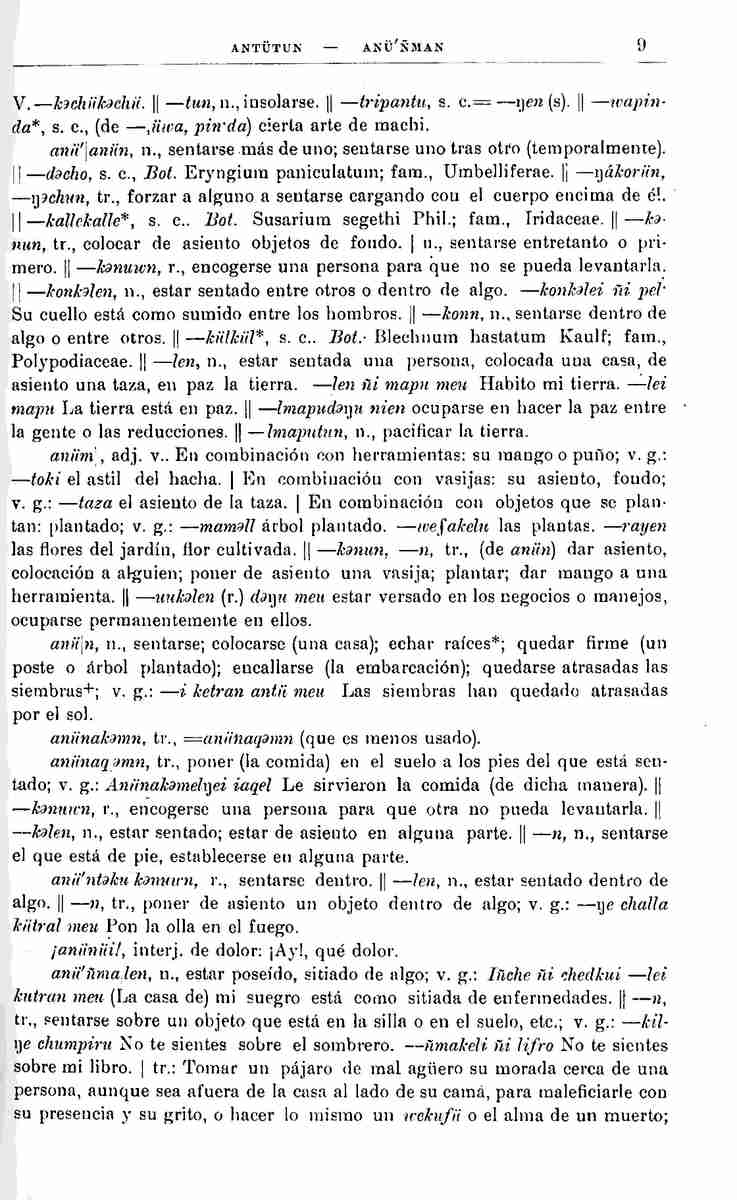 ANTÜTUN — ANÜ'ÑMAN 9
V. —kəchükəchü. || —tun, n., insolarse. || —tripantu, s. c.= —ŋen (s). || —wapin-
da*, s. c., (de —,üwa, pin·da) cierta arte de machi.
anü'|anün, n., sentarse más de uno; sentarse uno tras otro (temporalmente).
|| —dəcho, s. c., Bot. Eryngium paniculatum; fam., Umbelliferae. || —ŋákorün,
—ŋəchun, tr., forzar a alguno a sentarse cargando con el cuerpo encima de él.
|| —kallekalle*, s. c.. Bot. Susarium segethi Phil.; fam., Iridaceae. || —kə-
nun, tr., colocar de asiento objetos de fondo. | n., sentarse entretanto o pri-
mero. || —kənuwn, r., encogerse una persona para que no se pueda levantarla.
|| —konkəlen, n., estar sentado entre otros o dentro de algo. —konkəlei ñi pel·
Su cuello está como sumido entre los hombros. || —konn, n., sentarse dentro de
algo o entre otros. || —külkül*, s. c.. Bot.· Blechnum hastatum Kaulf; fam.,
Polypodiaceae. || —len, n., estar sentada una persona, colocada una casa, de
asiento una taza, en paz la tierra. —len ñi mapu meu Habito mi tierra. —lei
mapu La tierra está en paz. || —lmapudəŋu nien ocuparse en hacer la paz entre
la gente o las reducciones. || —lmaputun, n., pacificar la tierra.
anüm˙, adj. v.. En combinación con herramientas: su mango o puño; v. g.:
—toki el astil del hacha. | En combinación con vasijas: su asiento, fondo;
v. g.: —taza el asiento de la taza. | En combinación con objetos que se plan-
tan: plantado; v. g.: —maməll árbol plantado. —wefakelu las plantas. —rayen
las flores del jardín, flor cultivada. || —kənun, —n, tr., (de anün) dar asiento,
colocación a alguien; poner de asiento una vasija; plantar; dar mango a una
herramienta. || —uukəlen (r.) dəŋu meu estar versado en los negocios o manejos,
ocuparse permanentemente en ellos.
anü|n, n., sentarse; colocarse (una casa); echar raíces*; quedar firme (un
poste o árbol plantado); encallarse (la embarcación); quedarse atrasadas las
siembras+; v. g.: —i ketran antü meu Las siembras han quedado atrasadas
por el sol.
anünakəmn, tr., =anünaqəmn (que es menos usado).
anünaqəmn, tr., poner (la comida) en el suelo a los pies del que está sen-
tado; v. g.: Anünakəmelŋei iaqel Le sirvieron la comida (de dicha manera). ||
—kənuwn, r., encogerse una persona para que otra no pueda levantarla. ||
—kəlen, n., estar sentado; estar de asiento en alguna parte. || —n, n., sentarse
el que está de pie, establecerse en alguna parte.
anü'ntəku kənuwn, r., sentarse dentro. || —len, n., estar sentado dentro de
algo. || —n, tr., poner de asiento un objeto dentro de algo; v. g.: —ŋe challa
kütral meu Pon la olla en el fuego.
¡anünüi!, interj. de dolor: ¡Ay!, qué dolor.
anü'ñmalen, n., estar poseído, sitiado de algo; v. g.: Iñche ñi chedkui —lei
kutran meu (La casa de) mi suegro está como sitiada de enfermedades. || —n,
tr., sentarse sobre un objeto que está en la silla o en el suelo, etc.; v. g.: —kil-
ŋe chumpiru No te sientes sobre el sombrero. —ñmakeli ñi lifro No te sientes
sobre mi libro. | tr.: Tomar un pájaro de mal agüero su morada cerca de una
persona, aunque sea afuera de la casa al lado de su cama, para maleficiarle con
su presencia y su grito, o hacer lo mismo un wekufü o el alma de un muerto;